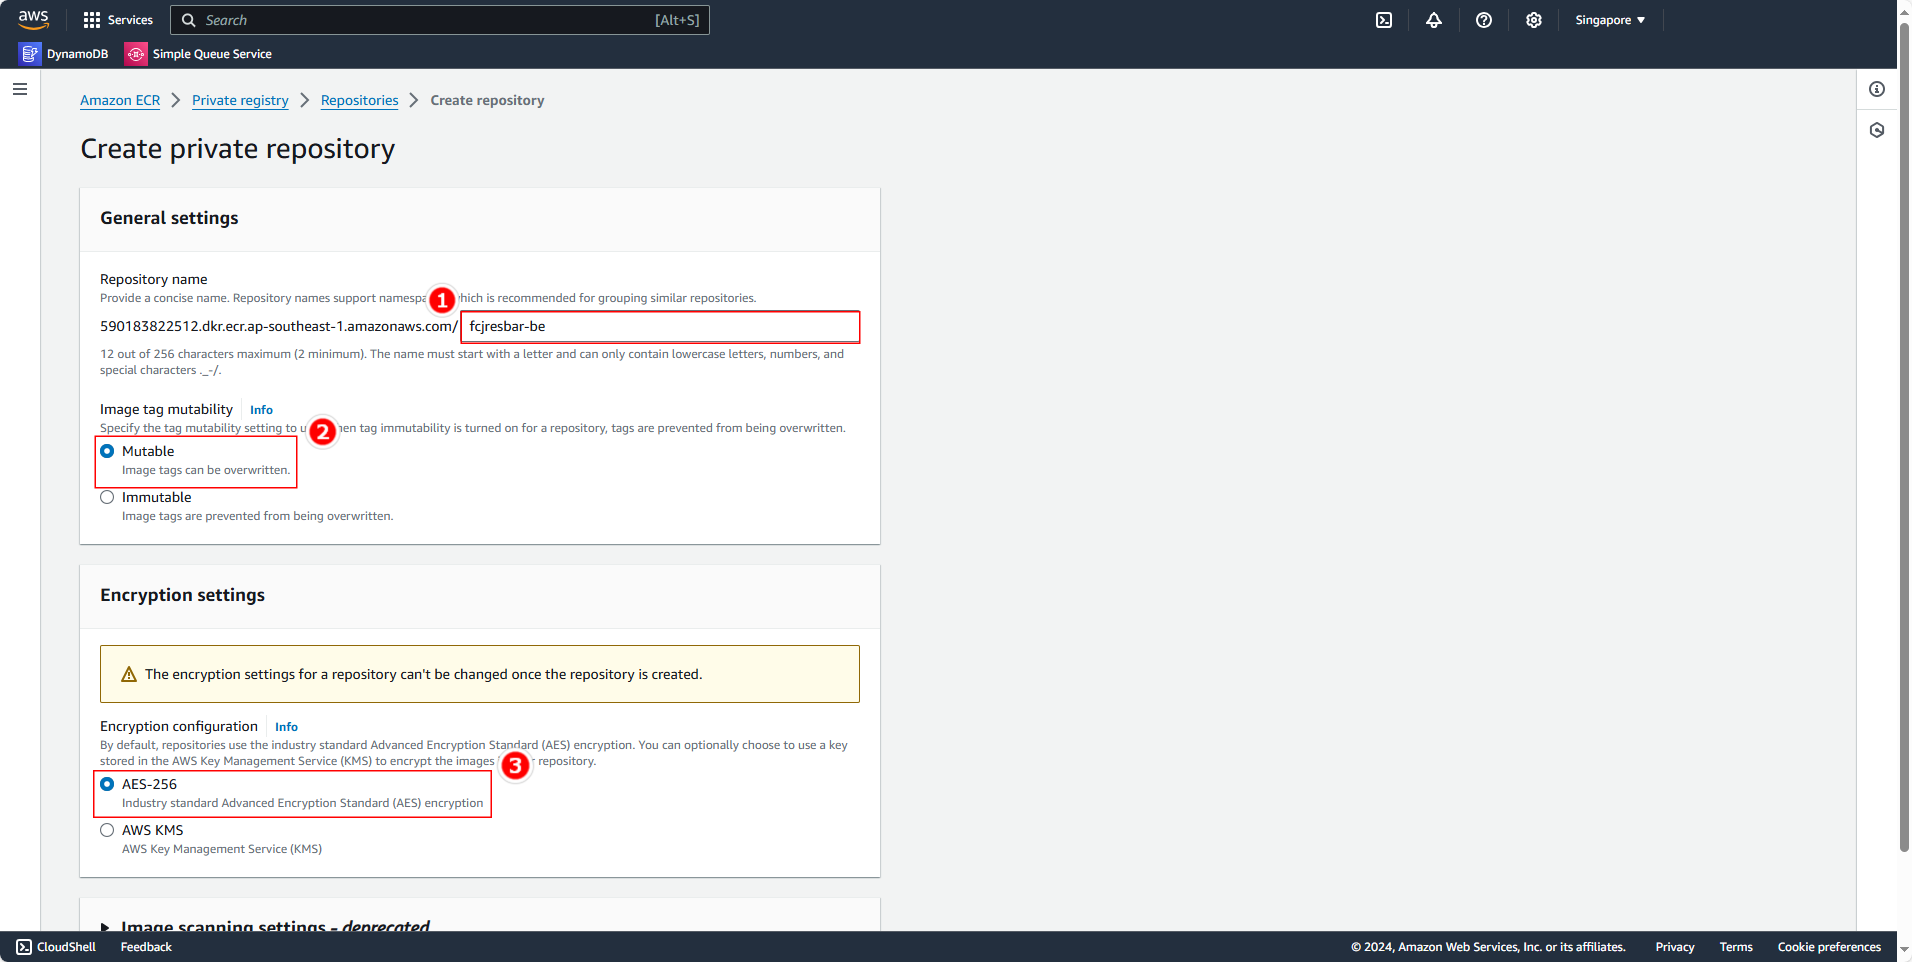 aws
Services
Search
[Alt+S]
Singapore
DynamoDB
Simple Queue Service
Amazon ECR
Private registry
Repositories
Create repository
Create private repository
General settings
Repository name
Provide a concise name. Repository names support which is recommended for grouping similar repositories.
1
590183822512.dkr.ecr.ap-southeast-1.amazonaws.com/
fcjresbar-be
12 out of 256 characters maximum (2 minimum). The name must start with a letter and can only contain lowercase letters, numbers, and
special characters ._-/.
Image tag mutability
Info
Specify the tag mutability setting to tag immutability is turned on for a repository, tags are prevented from being overwritten.
2
Mutable
Image tags can be overwritten.
Immutable
Image tags are prevented from being overwritten.
Encryption settings
The encryption settings for a repository can't be changed once the repository is created.
Encryption configuration
Info
By default, repositories use the industry standard Advanced Encryption Standard (AES) encryption. You can optionally choose to use a key
stored in the AWS Key Management Service (KMS) to encrypt the images repository.
3
AES-256
Industry standard Advanced Encryption Standard (AES) encryption
AWS KMS
AWS Key Management Service (KMS)
Image scanning settings - deprecated
CloudShell
Feedback
© 2024, Amazon Web Services, Inc. or its affiliates.
Privacy
Terms
Cookie preferences